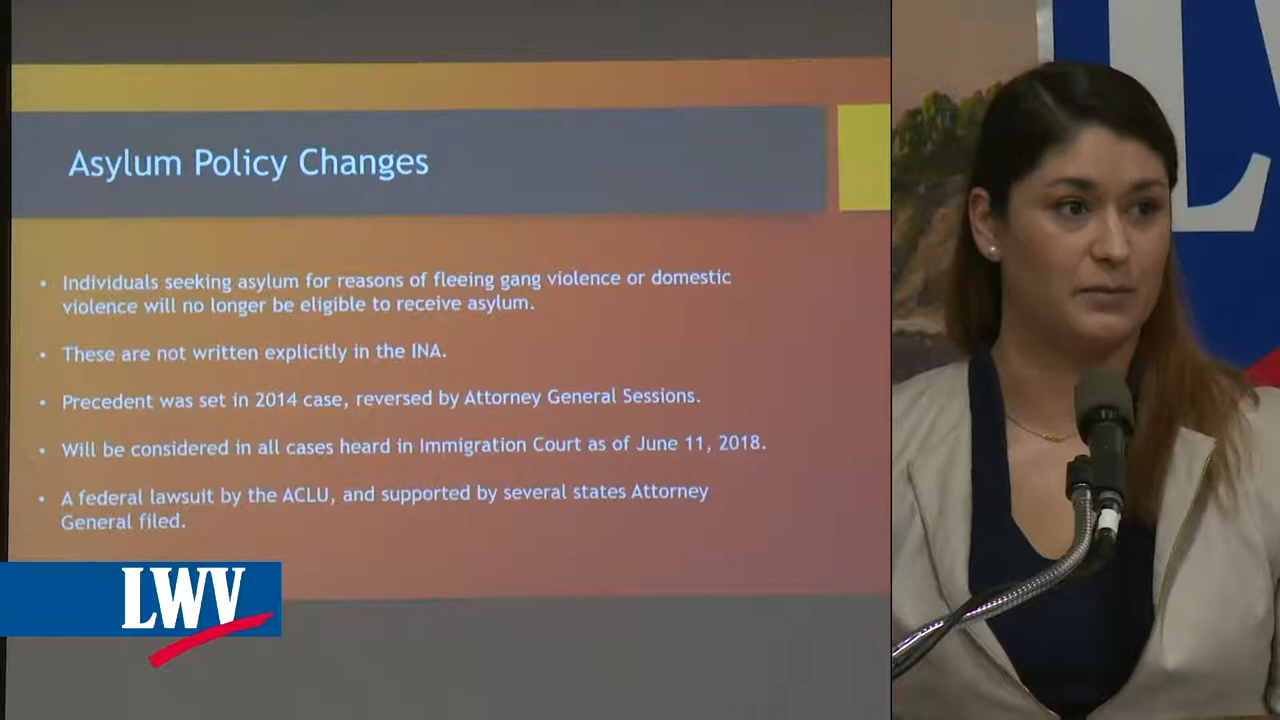 Asylum Policy Changes
• Individuals seeking asylum for reasons of fleeing gang violence or domestic
violence will no longer be eligible to receive asylum.
• These are not written explicitly in the INA.
• Precedent was set in 2014 case, reversed by Attorney General Sessions.
• Will be considered in all cases heard in Immigration Court as of June 11, 2018.
• A federal lawsuit by the ACLU, and supported by several states Attorney
General filed.
LWV
L